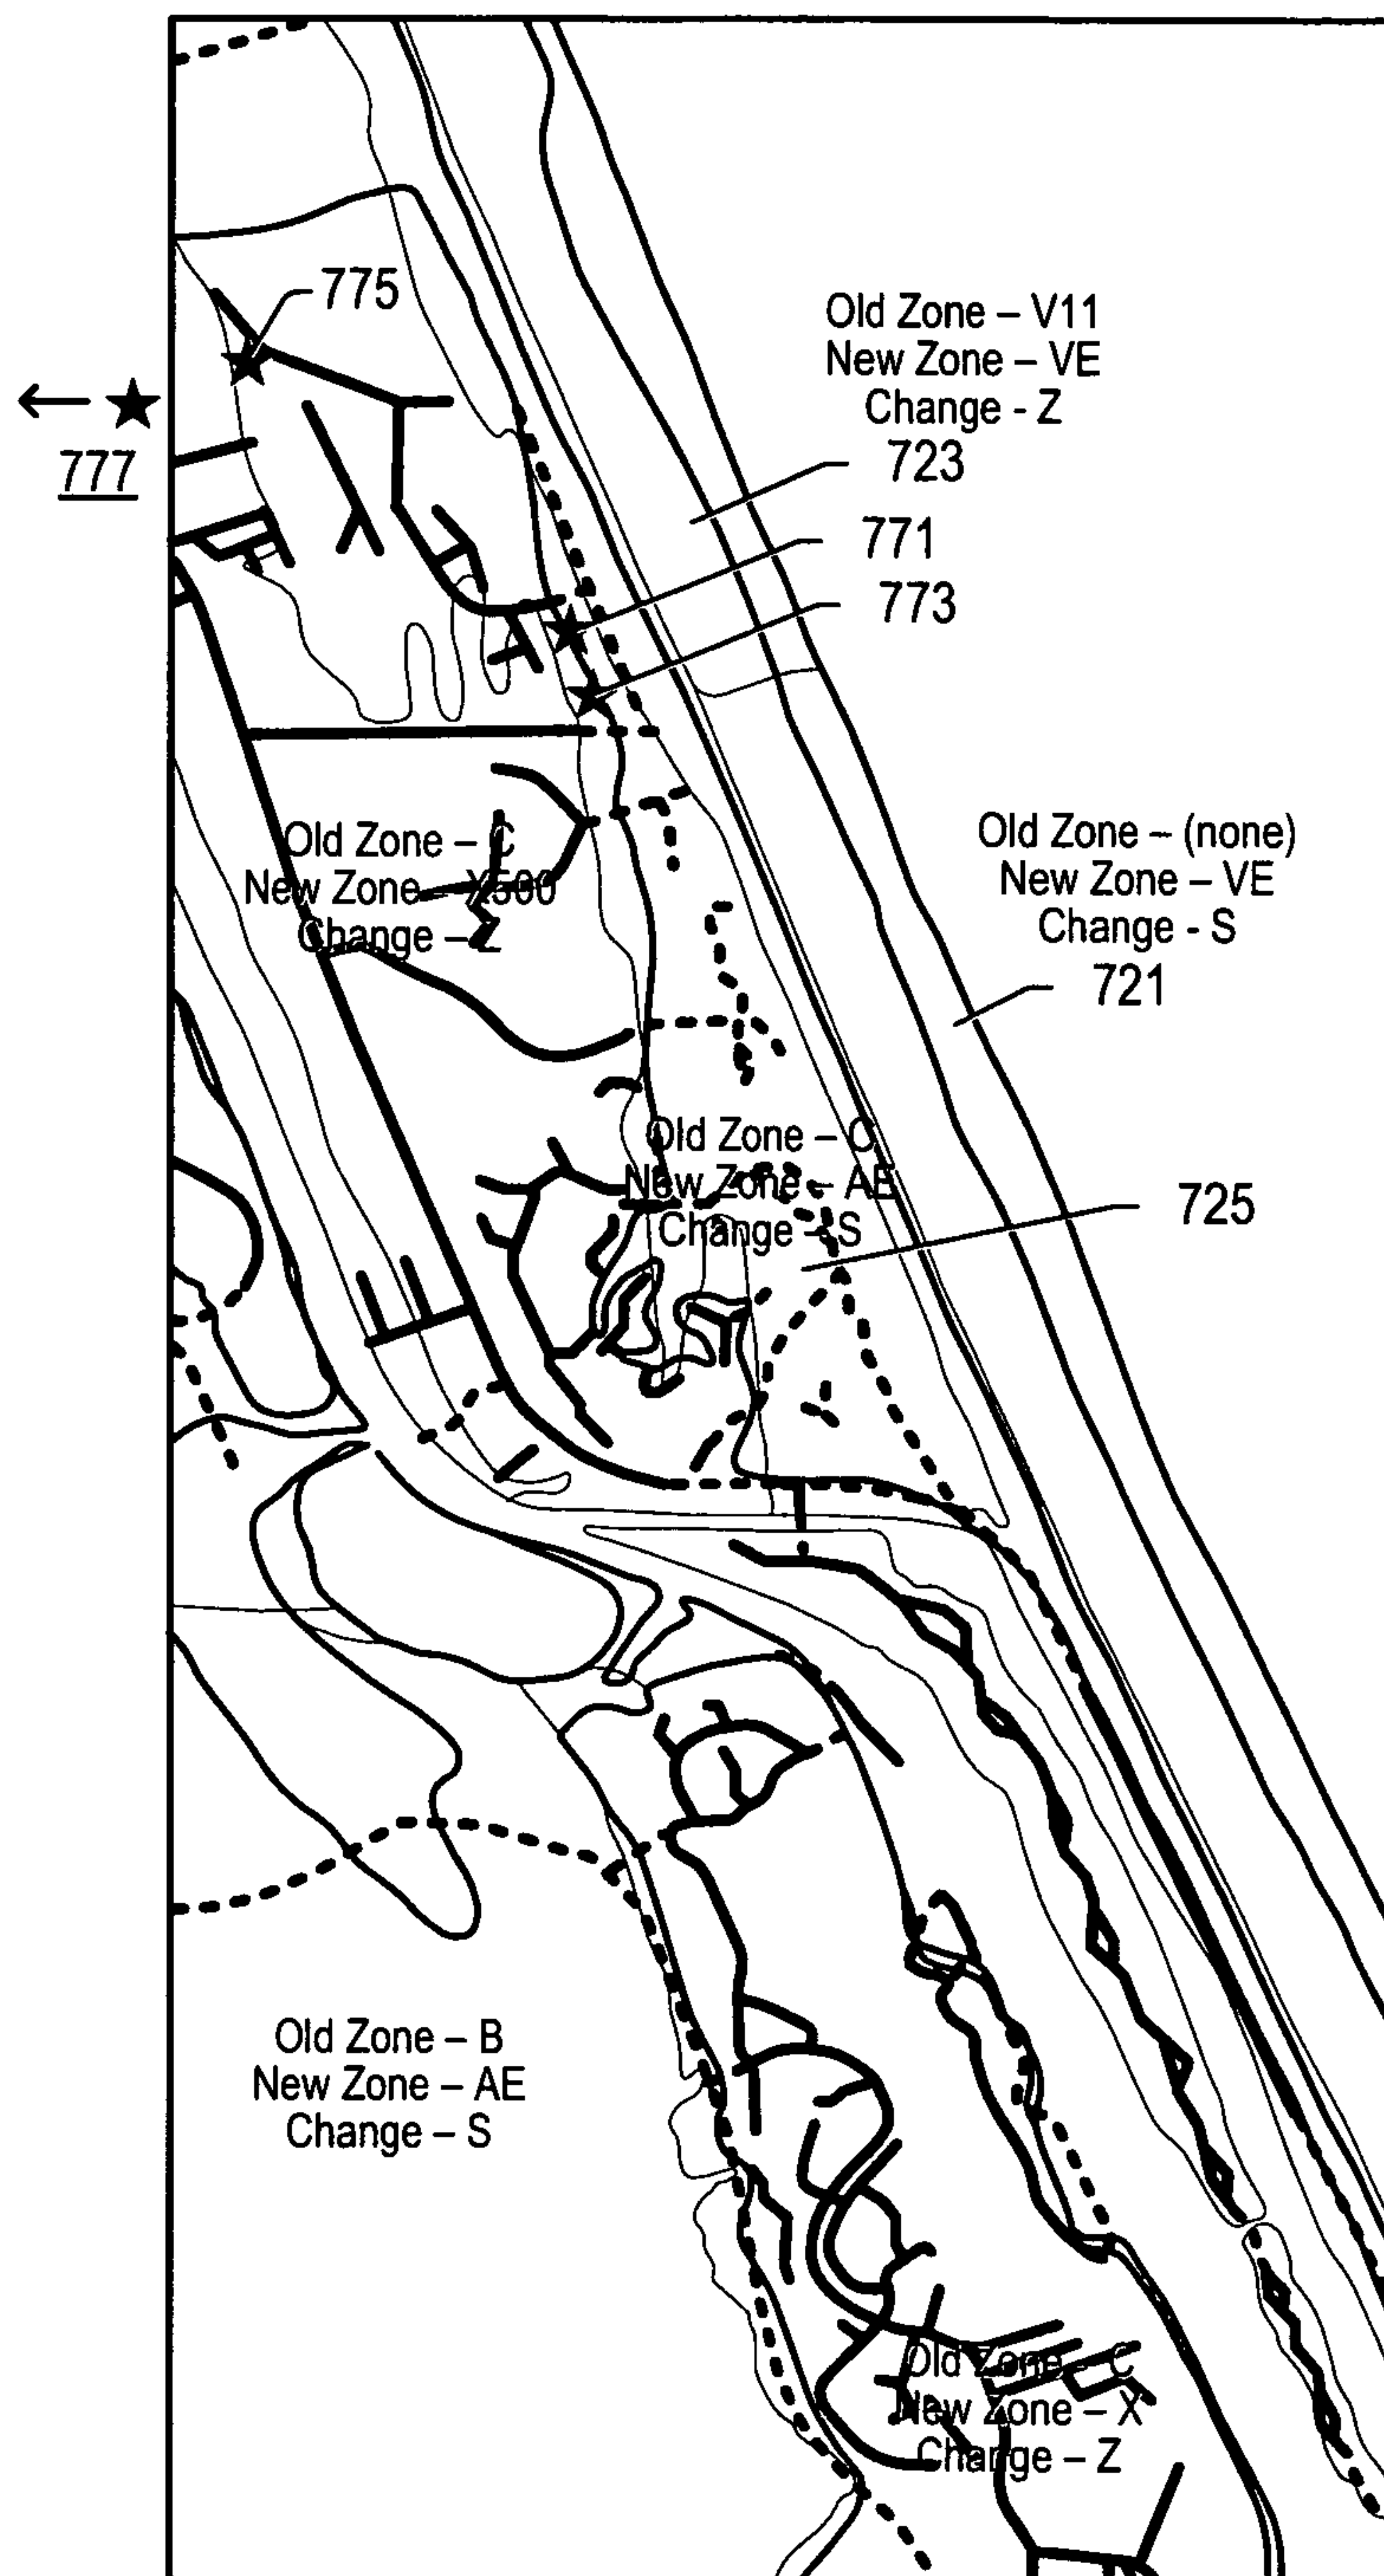 775
Old Zone – V11
New Zone – VE
Change - Z
723
777
771
773
Old Zone – C
New Zone – X500
Change – Z
Old Zone – (none)
New Zone – VE
Change - S
721
Old Zone – C
New Zone – AE
Change – S
725
Old Zone – B
New Zone – AE
Change – S
Old Zone – C
New Zone – X
Change – Z